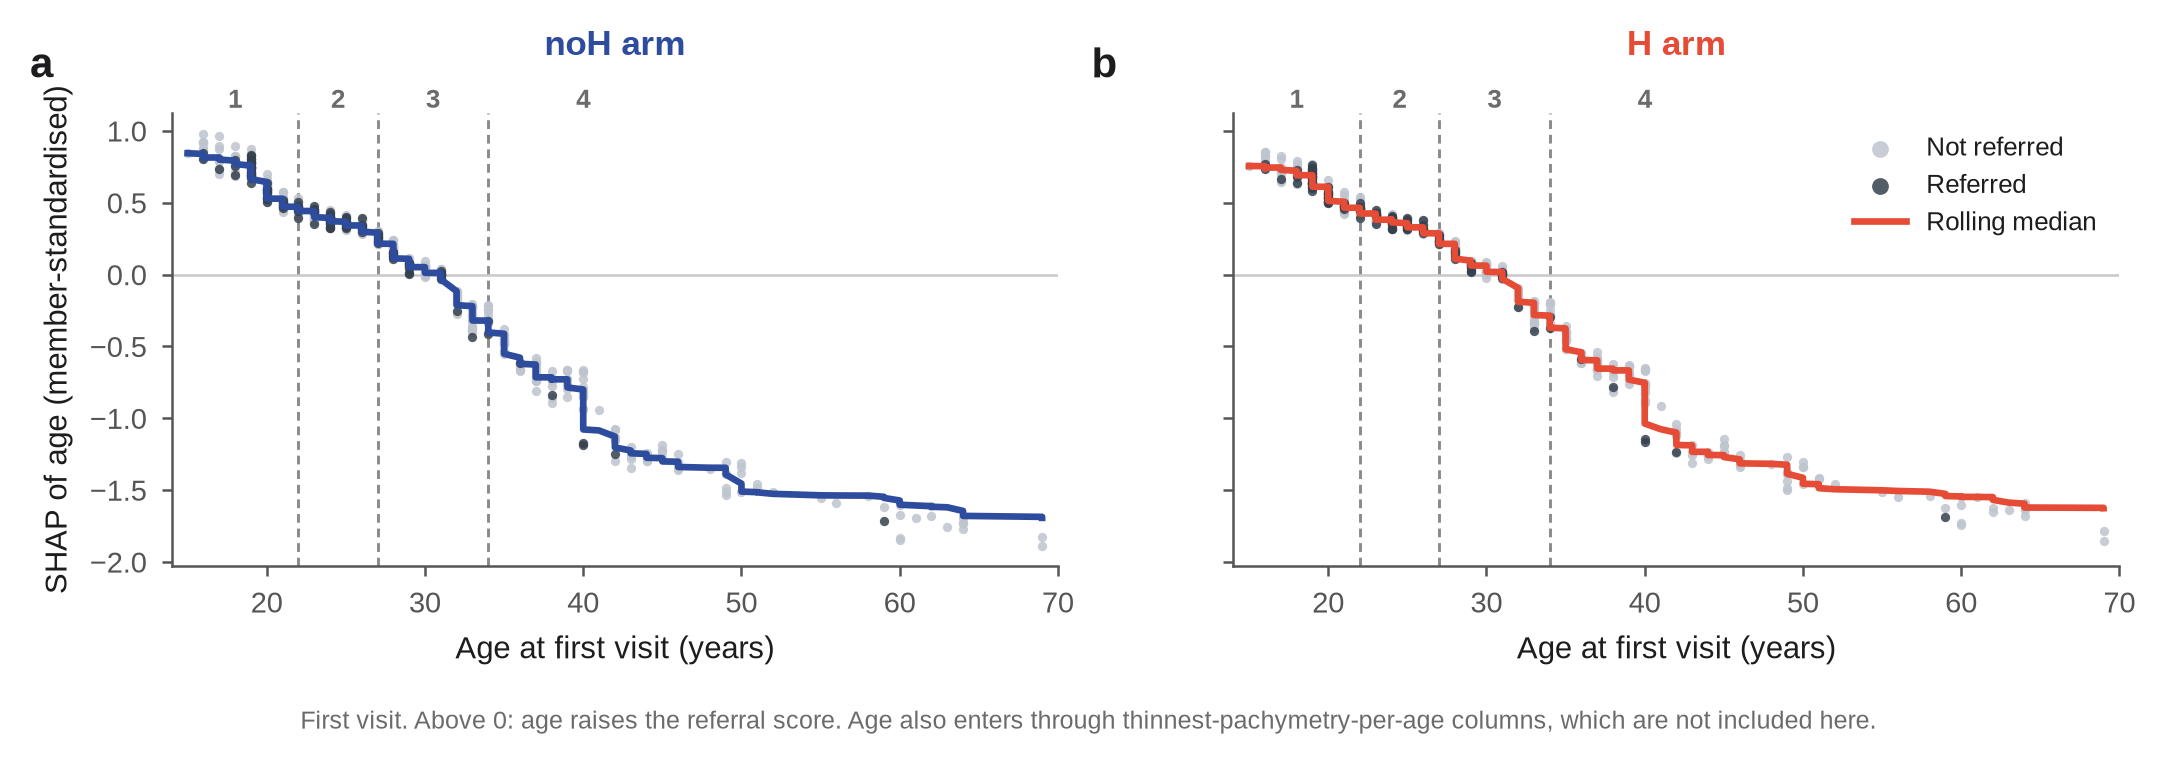 a
noH arm
1 2 3 4
SHAP of age (member-standardised)
1.0
0.5
0.0
−0.5
−1.0
−1.5
−2.0
20 30 40 50 60 70
Age at first visit (years)
b
H arm
1 2 3 4
Not referred
Referred
Rolling median
20 30 40 50 60 70
Age at first visit (years)
First visit. Above 0: age raises the referral score. Age also enters through thinnest-pachymetry-per-age columns, which are not included here.